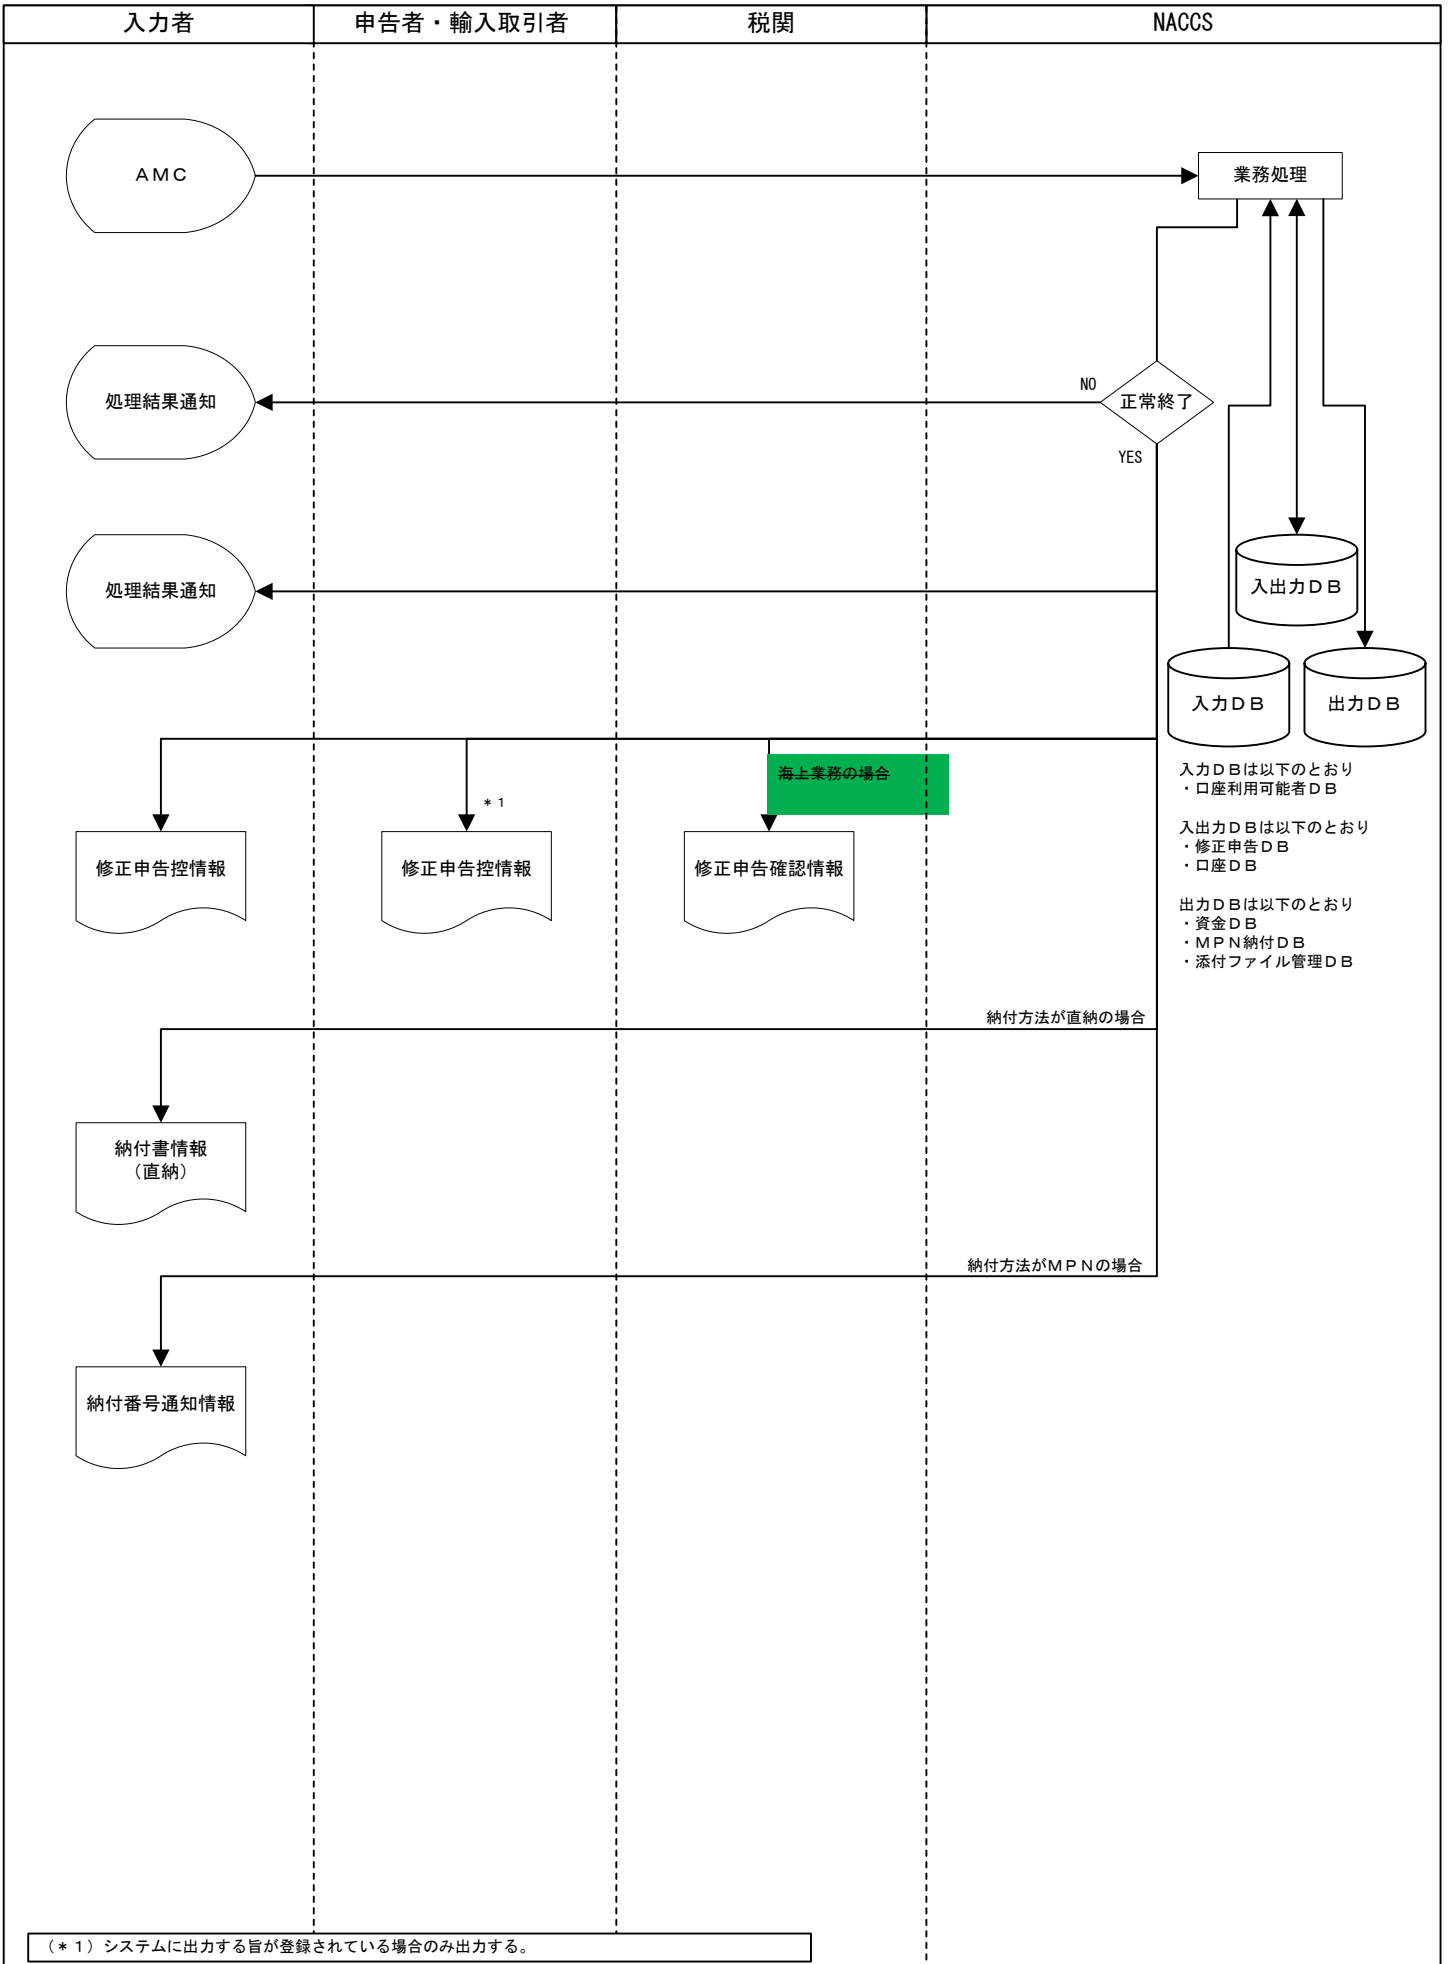 入力者
申告者・輸入取引者
税関
NACCS
ＡＭＣ
業務処理
処理結果通知
NO
正常終了
YES
処理結果通知
入出力ＤＢ
入力ＤＢ
出力ＤＢ
海上業務の場合
＊１
入力ＤＢは以下のとおり
・口座利用可能者ＤＢ
入出力ＤＢは以下のとおり
・修正申告ＤＢ
・口座ＤＢ
出力ＤＢは以下のとおり
・資金ＤＢ
・ＭＰＮ納付ＤＢ
・添付ファイル管理ＤＢ
修正申告控情報
修正申告控情報
修正申告確認情報
納付方法が直納の場合
納付書情報
（直納）
納付方法がＭＰＮの場合
納付番号通知情報
（＊１）システムに出力する旨が登録されている場合のみ出力する。